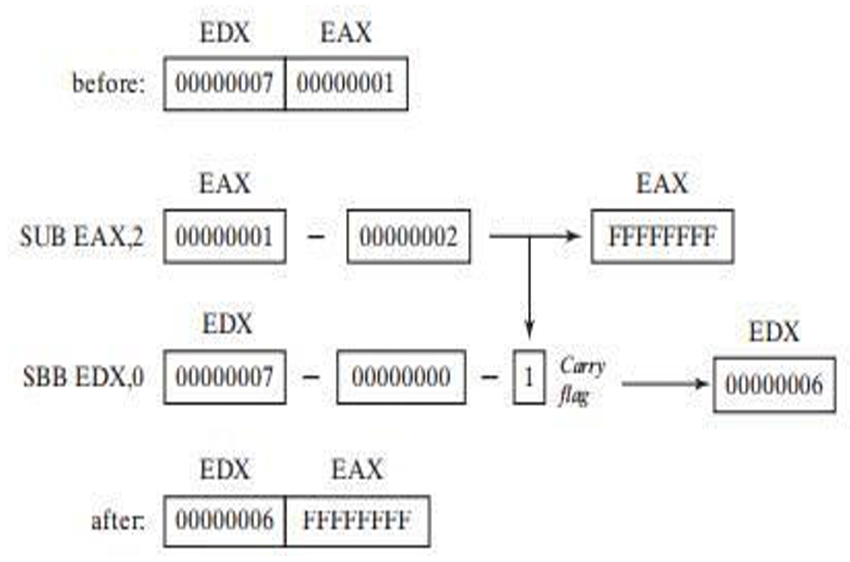 EDX EAX
before: 00000007 00000001
EAX EAX
SUB EAX,2 00000001 – 00000002 FFFFFFFF
EDX EDX
SBB EDX,0 00000007 – 00000000 – 1 Carry flag 00000006
EDX EAX
after: 00000006 FFFFFFFF